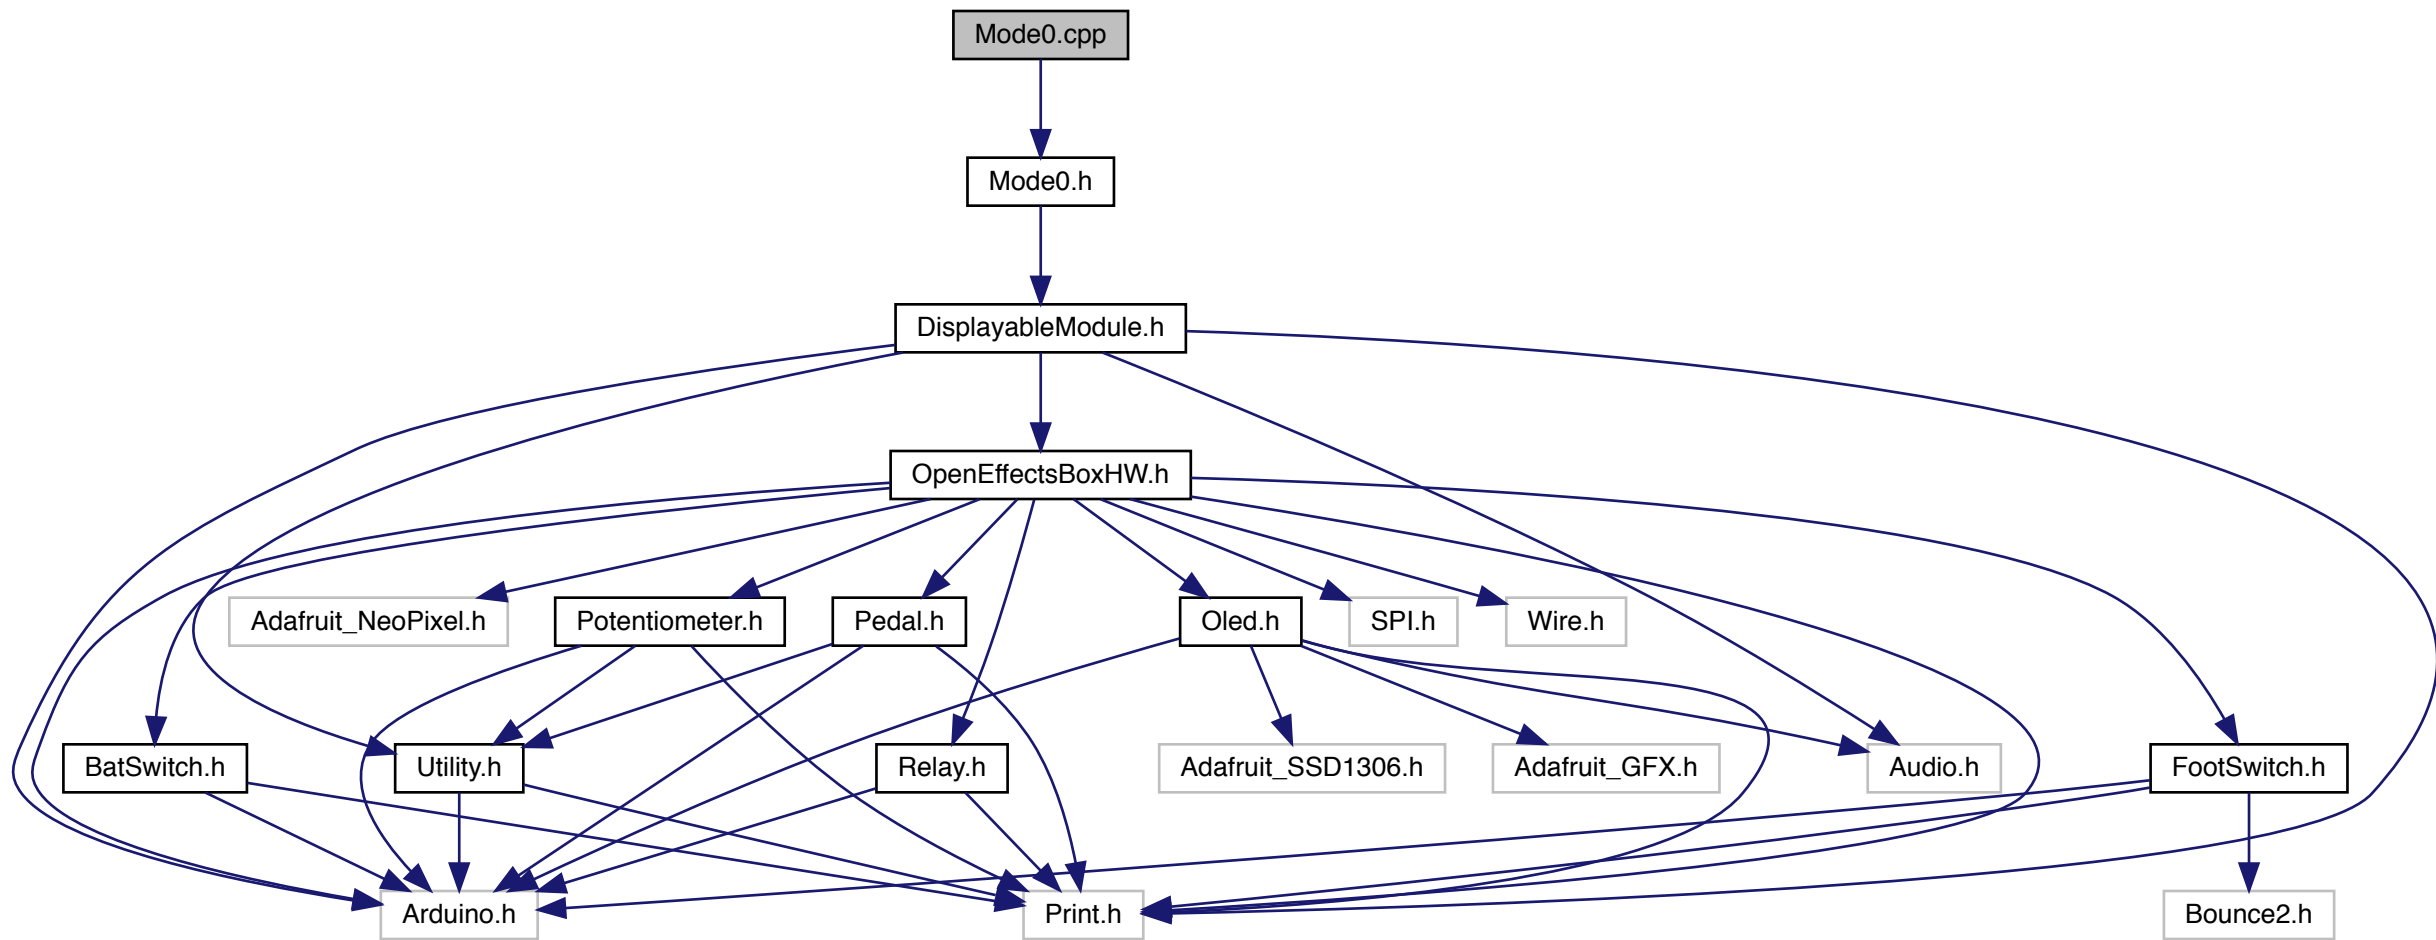 Mode0.cpp
Mode0.h
DisplayableModule.h
OpenEffectsBoxHW.h
Adafruit_NeoPixel.h
Potentiometer.h
Pedal.h
Oled.h
SPI.h
Wire.h
BatSwitch.h
Utility.h
Relay.h
Adafruit_SSD1306.h
Adafruit_GFX.h
Audio.h
FootSwitch.h
Arduino.h
Print.h
Bounce2.h